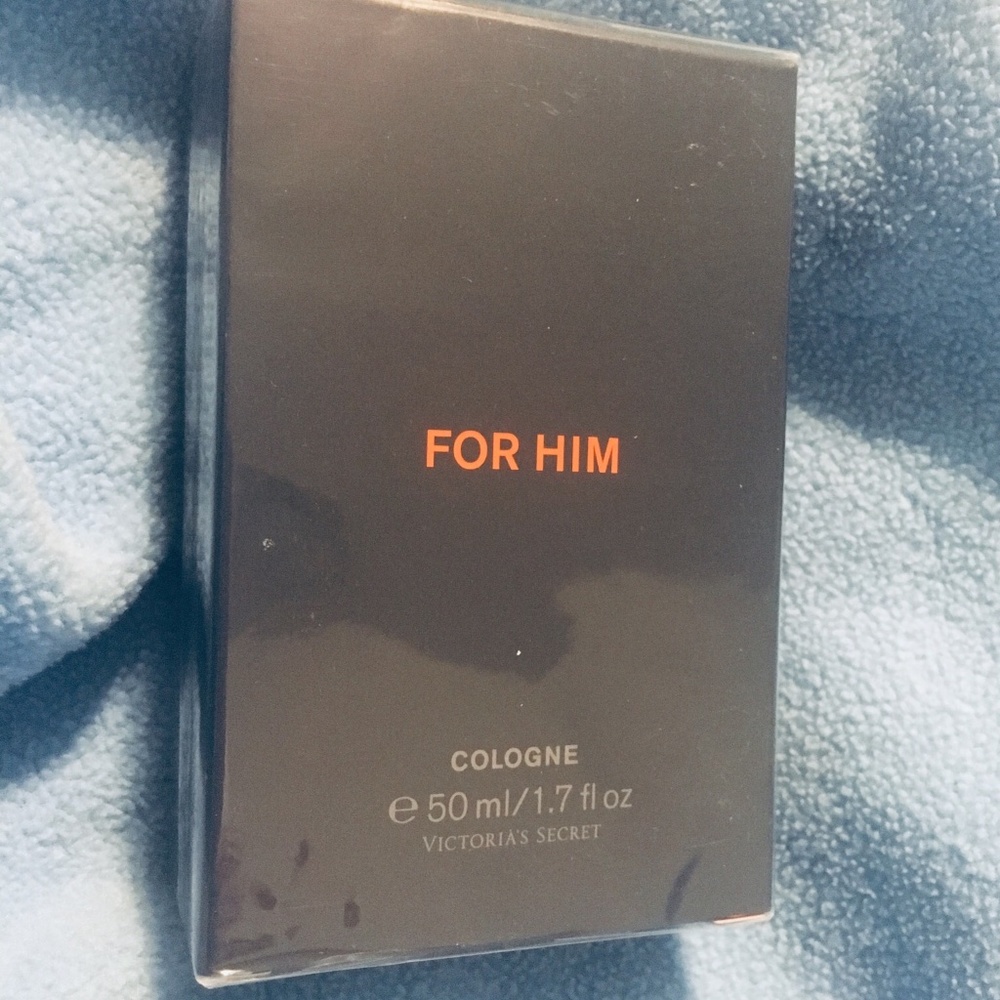 FOR HIM
COLOGNE
℮ 50 ml/1.7 fl oz
VICTORIA'S SECRET